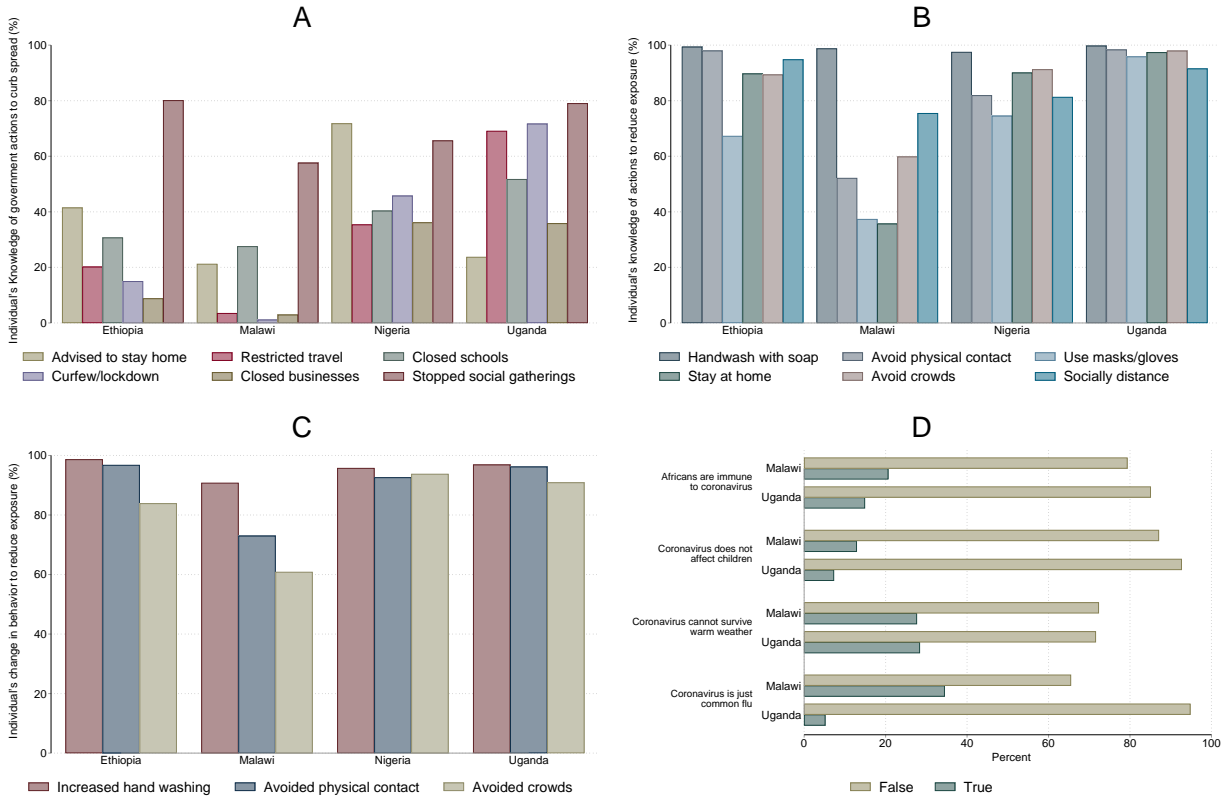 A
Individual's Knowledge of government actions to curb spread (%)
100
80
60
40
20
0
Ethiopia Malawi Nigeria Uganda
Advised to stay home Restricted travel Closed schools
Curfew/lockdown Closed businesses Stopped social gatherings
B
Individual's knowledge of actions to reduce exposure (%)
100
80
60
40
20
0
Ethiopia Malawi Nigeria Uganda
Handwash with soap Avoid physical contact Use masks/gloves
Stay at home Avoid crowds Socially distance
C
Individual's change in behavior to reduce exposure (%)
100
80
60
40
20
0
Ethiopia Malawi Nigeria Uganda
Increased hand washing Avoided physical contact Avoided crowds
D
Africans are immune
to coronavirus
Malawi
Uganda
Coronavirus does not
affect children
Malawi
Uganda
Coronavirus cannot survive
warm weather
Malawi
Uganda
Coronavirus is just
common flu
Malawi
Uganda
0 20 40 60 80 100
Percent
False True